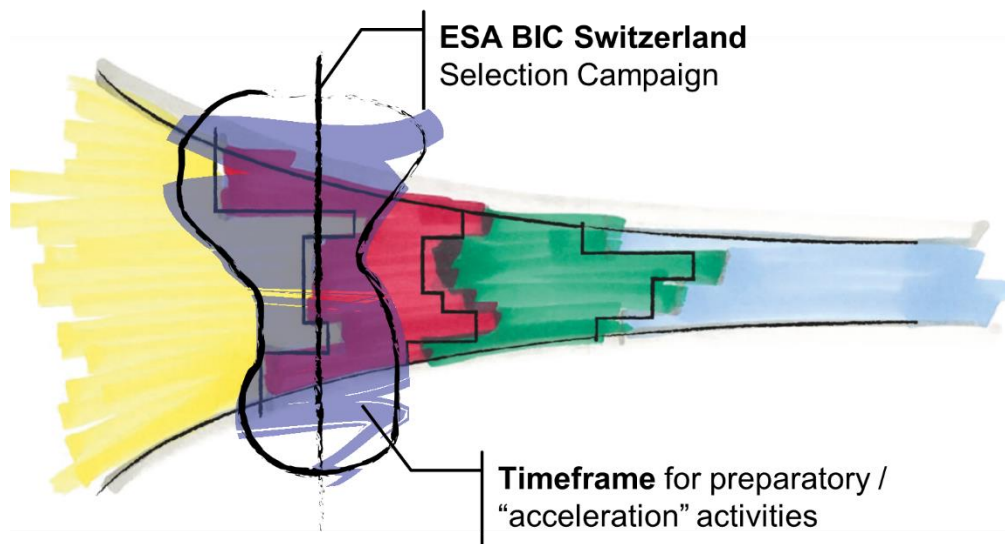 ESA BIC Switzerland
Selection Campaign
Timeframe for preparatory /
“acceleration” activities